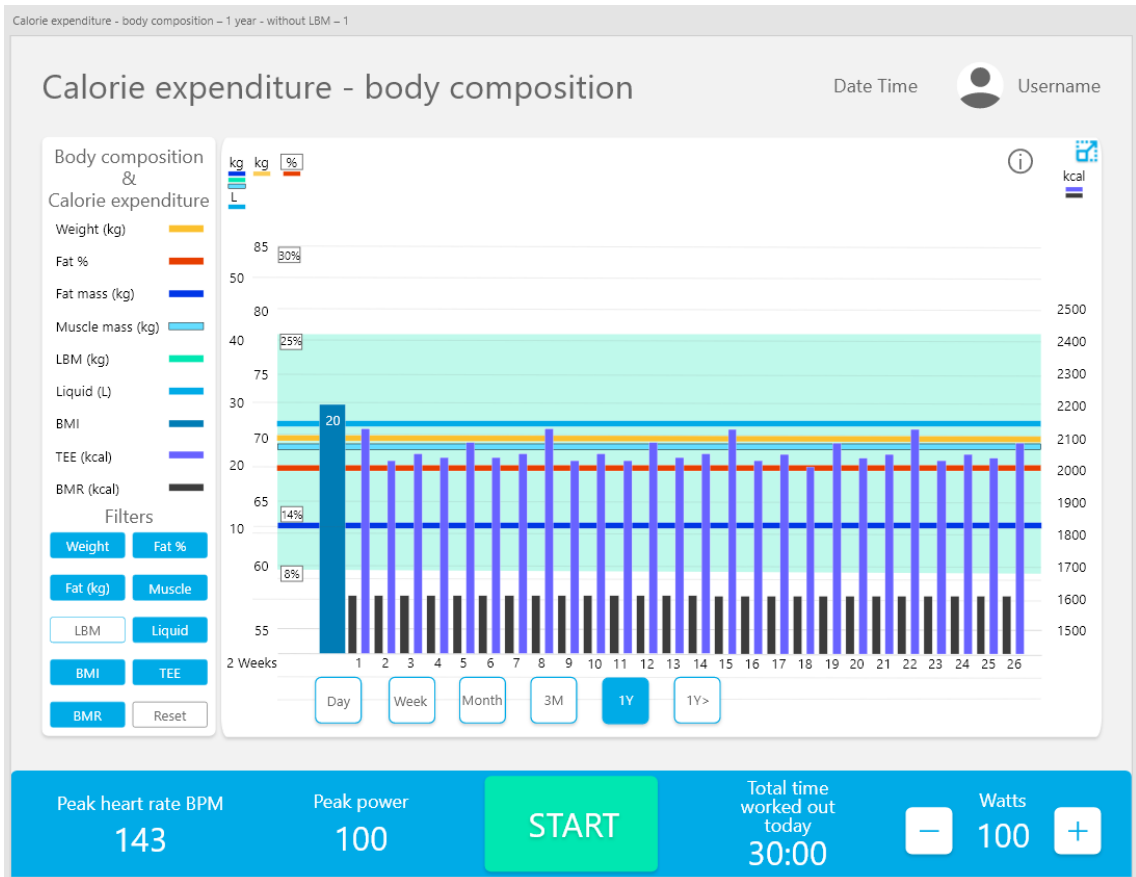 Calorie expenditure - body composition – 1 year - without LBM – 1
Calorie expenditure - body composition
Date Time
Username
Body composition
&
Calorie expenditure
Weight (kg)
Fat %
Fat mass (kg)
Muscle mass (kg)
LBM (kg)
Liquid (L)
BMI
TEE (kcal)
BMR (kcal)
Filters
Weight Fat %
Fat (kg) Muscle
LBM Liquid
BMI TEE
BMR Reset
kg kg %
L
i
kcal
85
30%
50
80
40
25%
75
30
70
20
65
14%
10
60
8%
55
20
2500
2400
2300
2200
2100
2000
1900
1800
1700
1600
1500
2 Weeks 1 2 3 4 5 6 7 8 9 10 11 12 13 14 15 16 17 18 19 20 21 22 23 24 25 26
Day Week Month 3M 1Y 1Y>
Peak heart rate BPM
143
Peak power
100
START
Total time
worked out
today
30:00
Watts
− 100 +